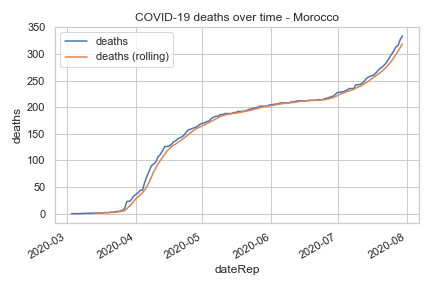 COVID-19 deaths over time - Morocco
deaths
deaths (rolling)
350
300
250
200
150
100
50
0
deaths
2020-03
2020-04
2020-05
2020-06
2020-07
2020-08
dateRep